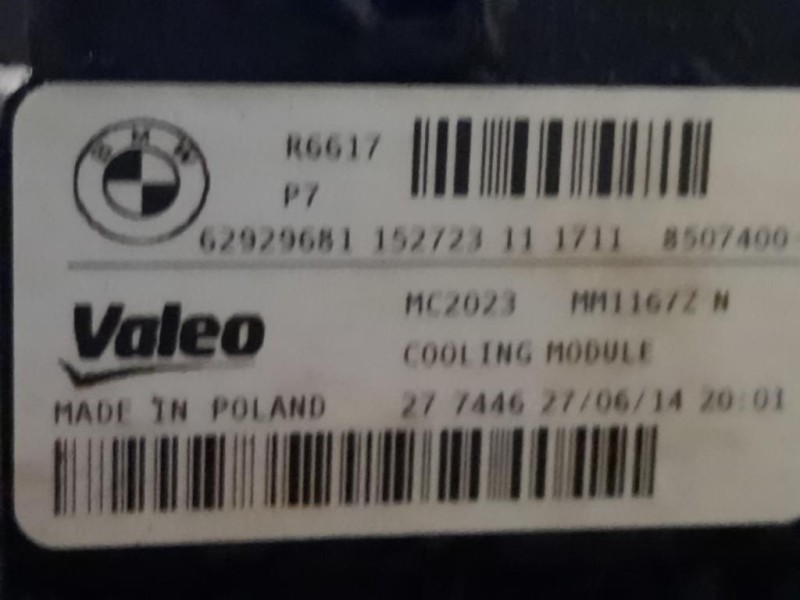 BMW
R6617
P7
62929681 152723 11 1711 8507400
Valeo
MC2023 MM1167Z N
COOLING MODULE
MADE IN POLAND
27 7446 27/06/14 20:01